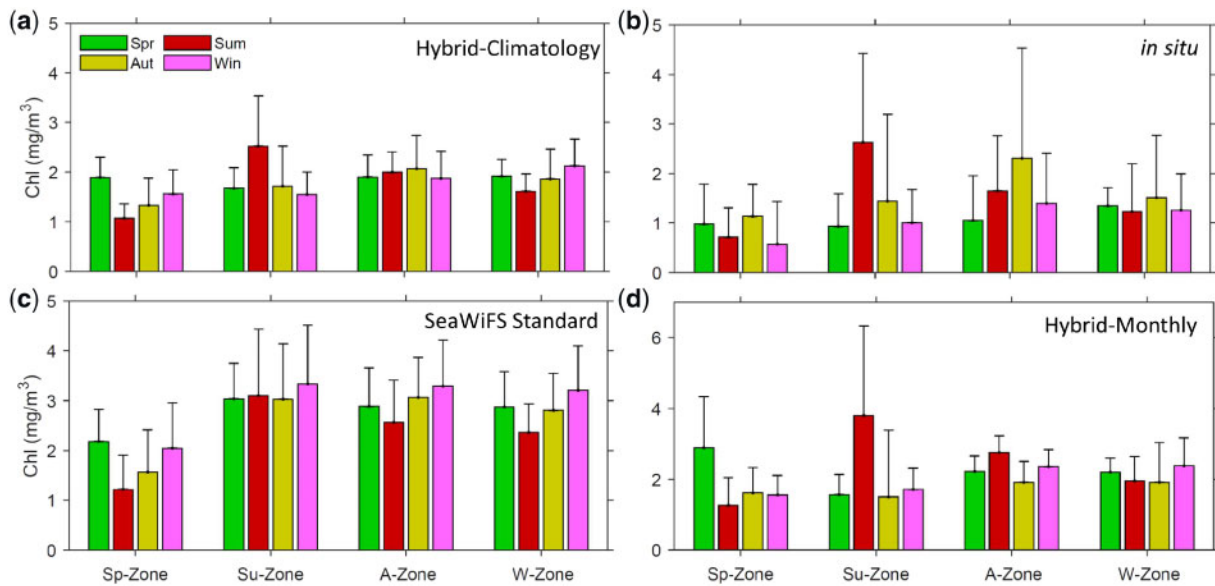 (a)
Spr Sum
Aut Win
Hybrid-Climatology
5
4
3
2
1
0
Chl (mg/m³)
(b)
in situ
5
4
3
2
1
0
(c)
SeaWiFS Standard
5
4
3
2
1
0
Chl (mg/m³)
Sp-Zone Su-Zone A-Zone W-Zone
(d)
Hybrid-Monthly
6
4
2
0
Sp-Zone Su-Zone A-Zone W-Zone